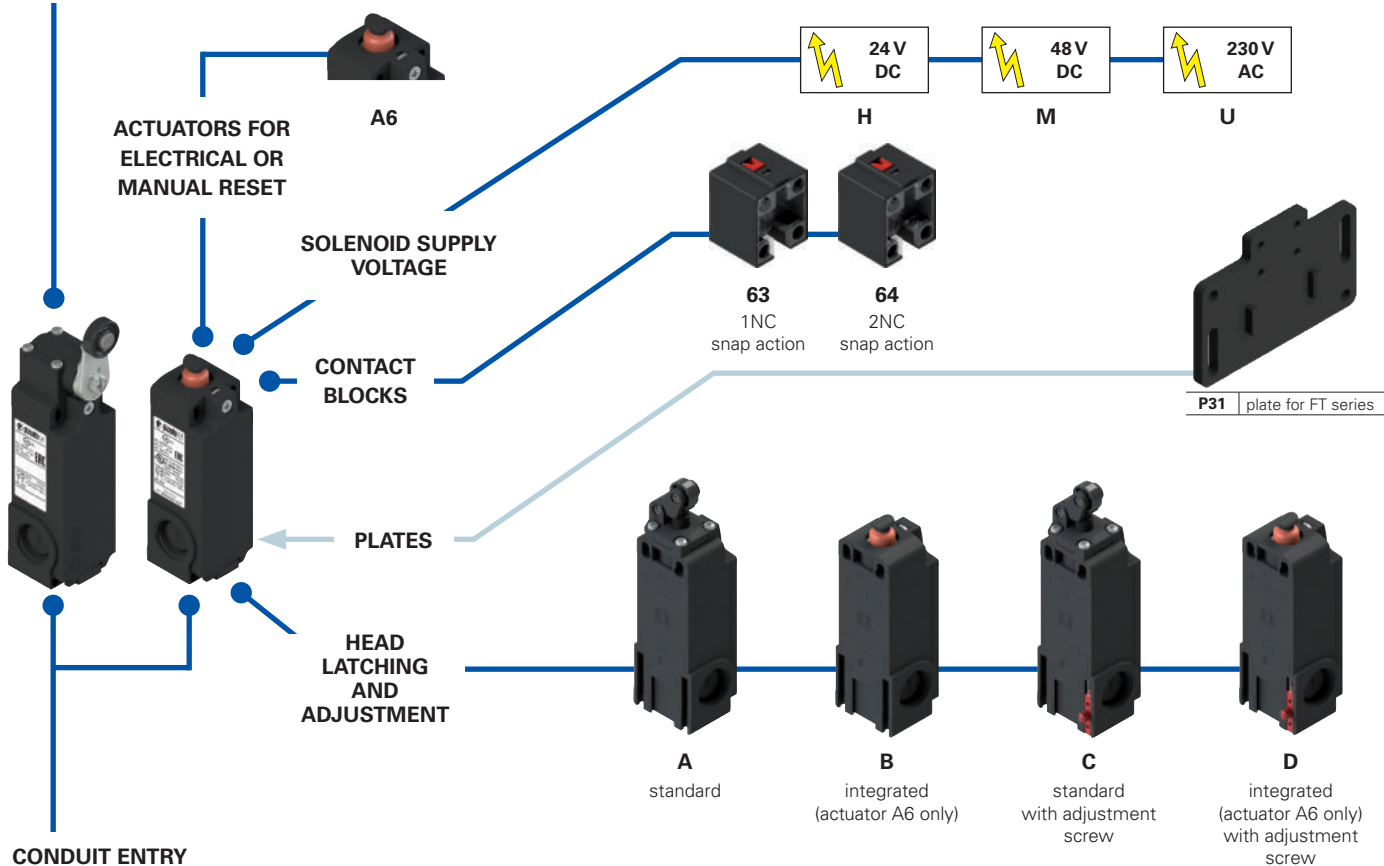 24 V
DC
H
48 V
DC
M
230 V
AC
U
A6
ACTUATORS FOR
ELECTRICAL OR
MANUAL RESET
SOLENOID SUPPLY
VOLTAGE
63
1NC
snap action
64
2NC
snap action
CONTACT
BLOCKS
P31 plate for FT series
PLATES
HEAD
LATCHING
AND
ADJUSTMENT
A
standard
B
integrated
(actuator A6 only)
C
standard
with adjustment
screw
D
integrated
(actuator A6 only)
with adjustment
screw
CONDUIT ENTRY